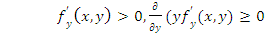 f′_y(x,y) > 0, ∂/∂y (yf′_y(x,y) ≥ 0